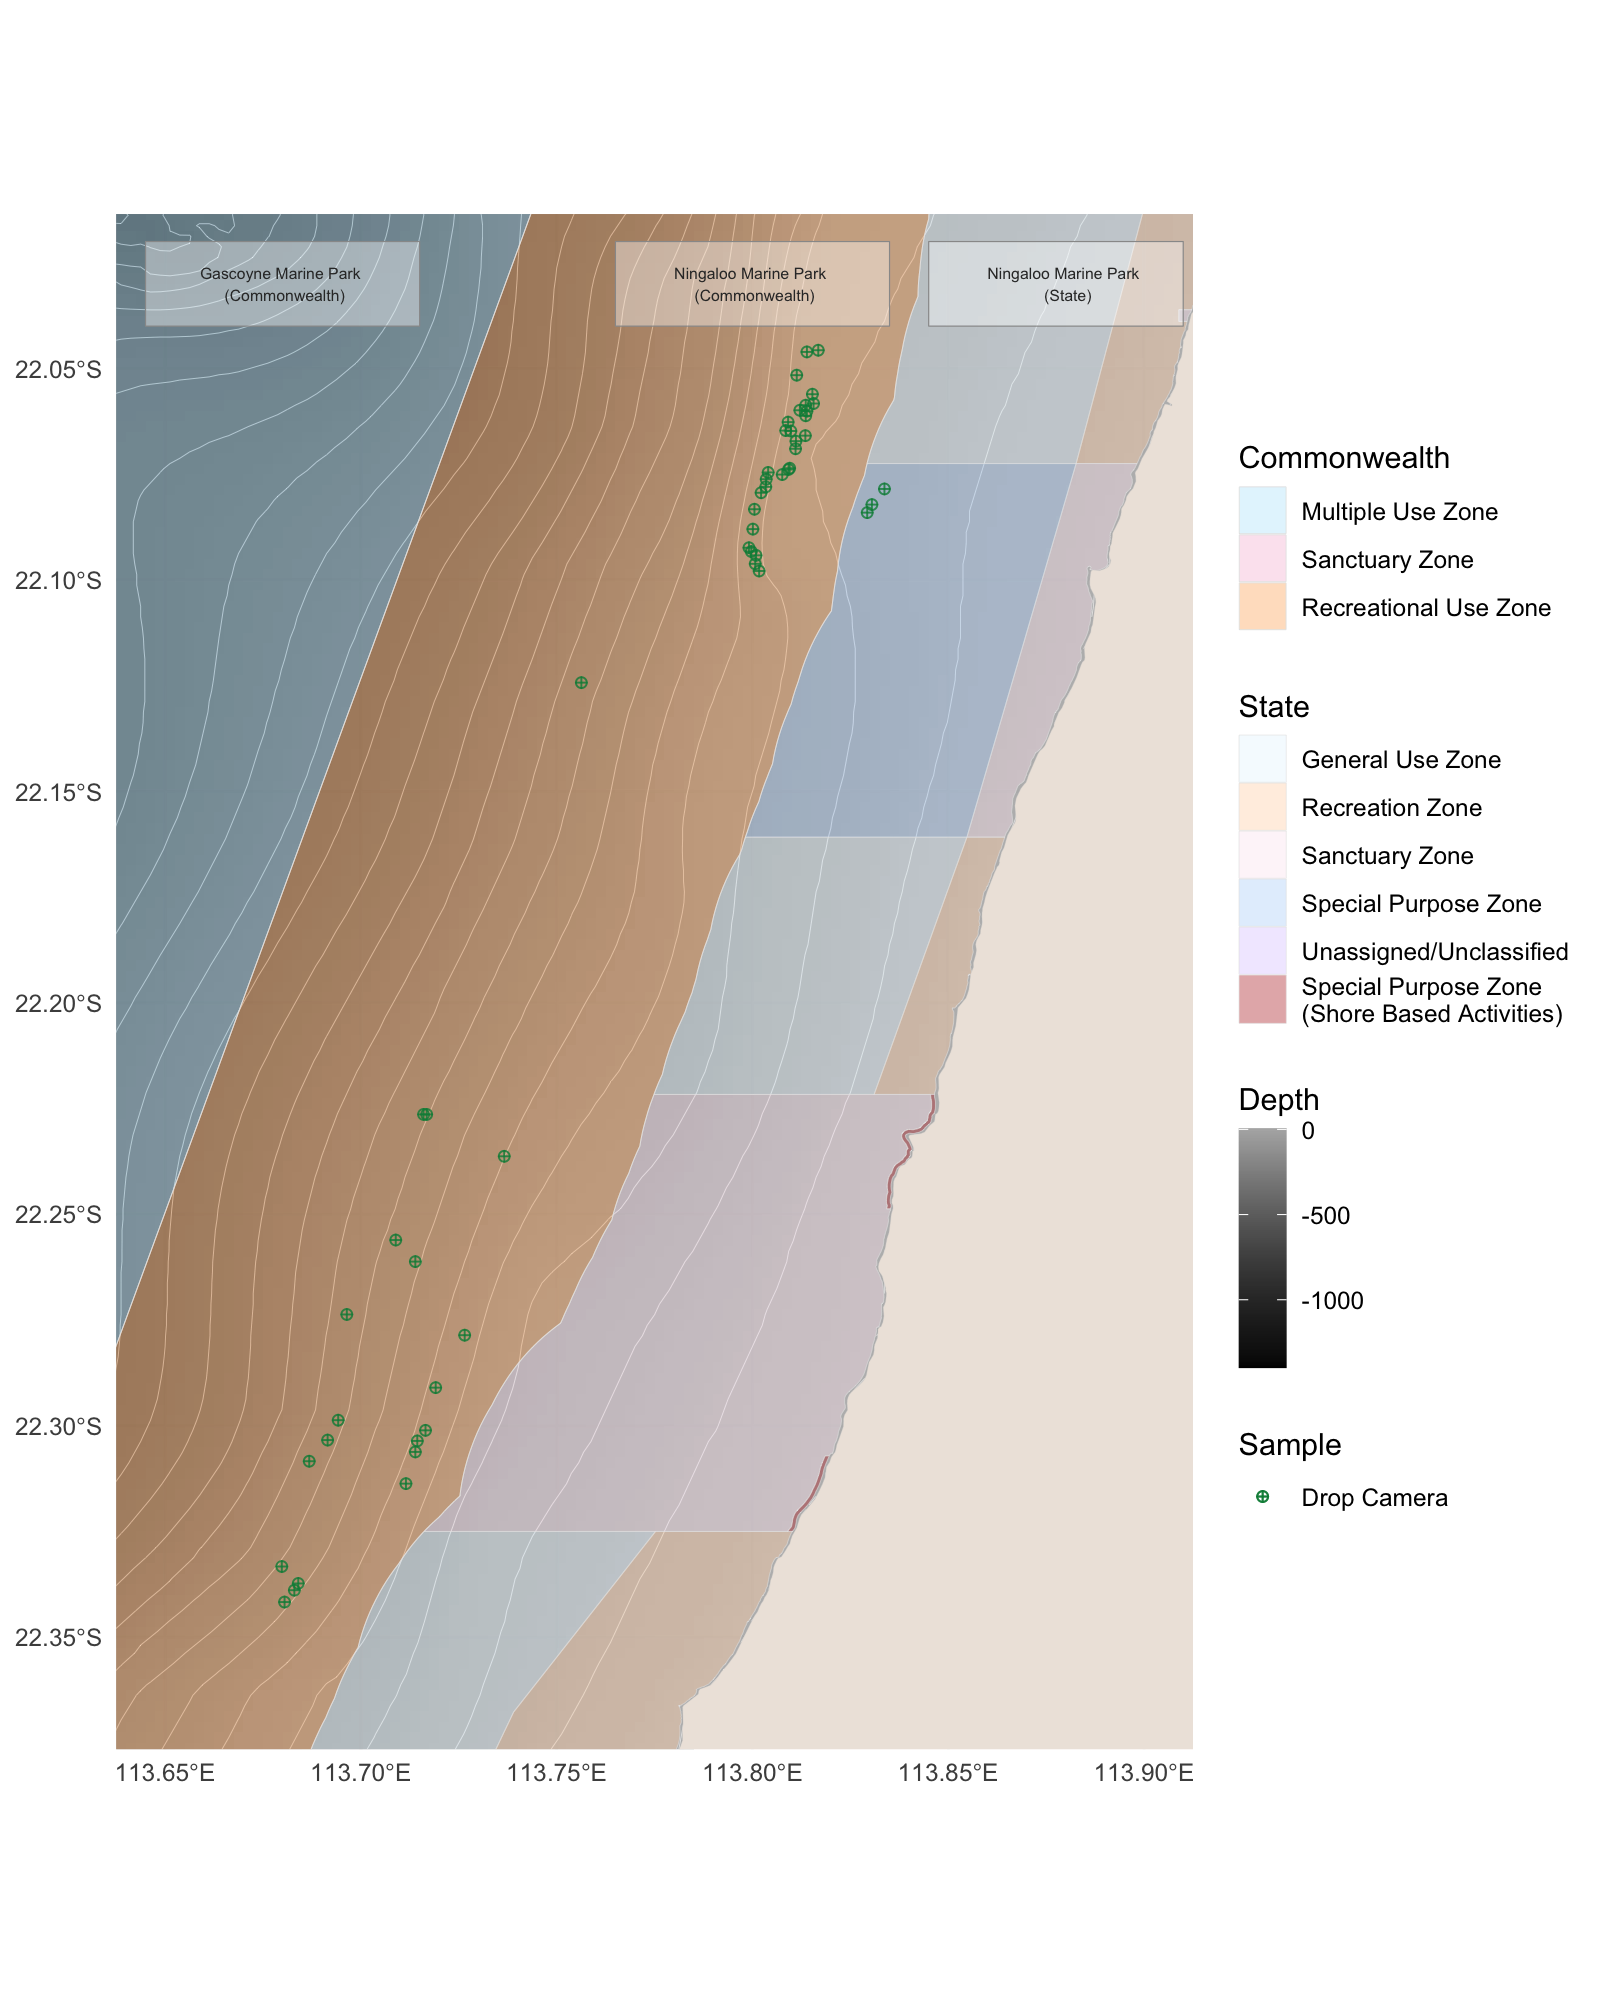 Gascoyne Marine Park
(Commonwealth)
Ningaloo Marine Park
(Commonwealth)
Ningaloo Marine Park
(State)
22.05°S
22.10°S
22.15°S
22.20°S
22.25°S
22.30°S
22.35°S
113.65°E
113.70°E
113.75°E
113.80°E
113.85°E
113.90°E
Commonwealth
Multiple Use Zone
Sanctuary Zone
Recreational Use Zone
State
General Use Zone
Recreation Zone
Sanctuary Zone
Special Purpose Zone
Unassigned/Unclassified
Special Purpose Zone
(Shore Based Activities)
Depth
0
-500
-1000
Sample
Drop Camera